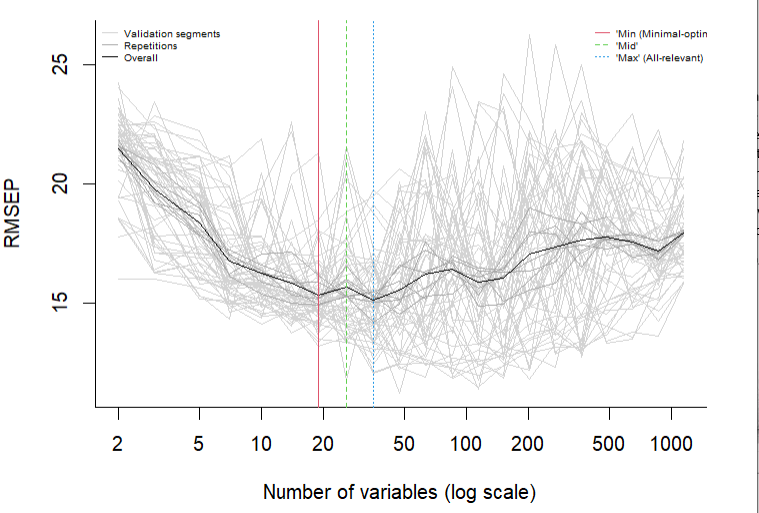 Validation segments
Repetitions
Overall
'Min (Minimal-optin
'Mid'
'Max' (All-relevant)
RMSEP
25
20
15
2 5 10 20 50 100 200 500 1000
Number of variables (log scale)